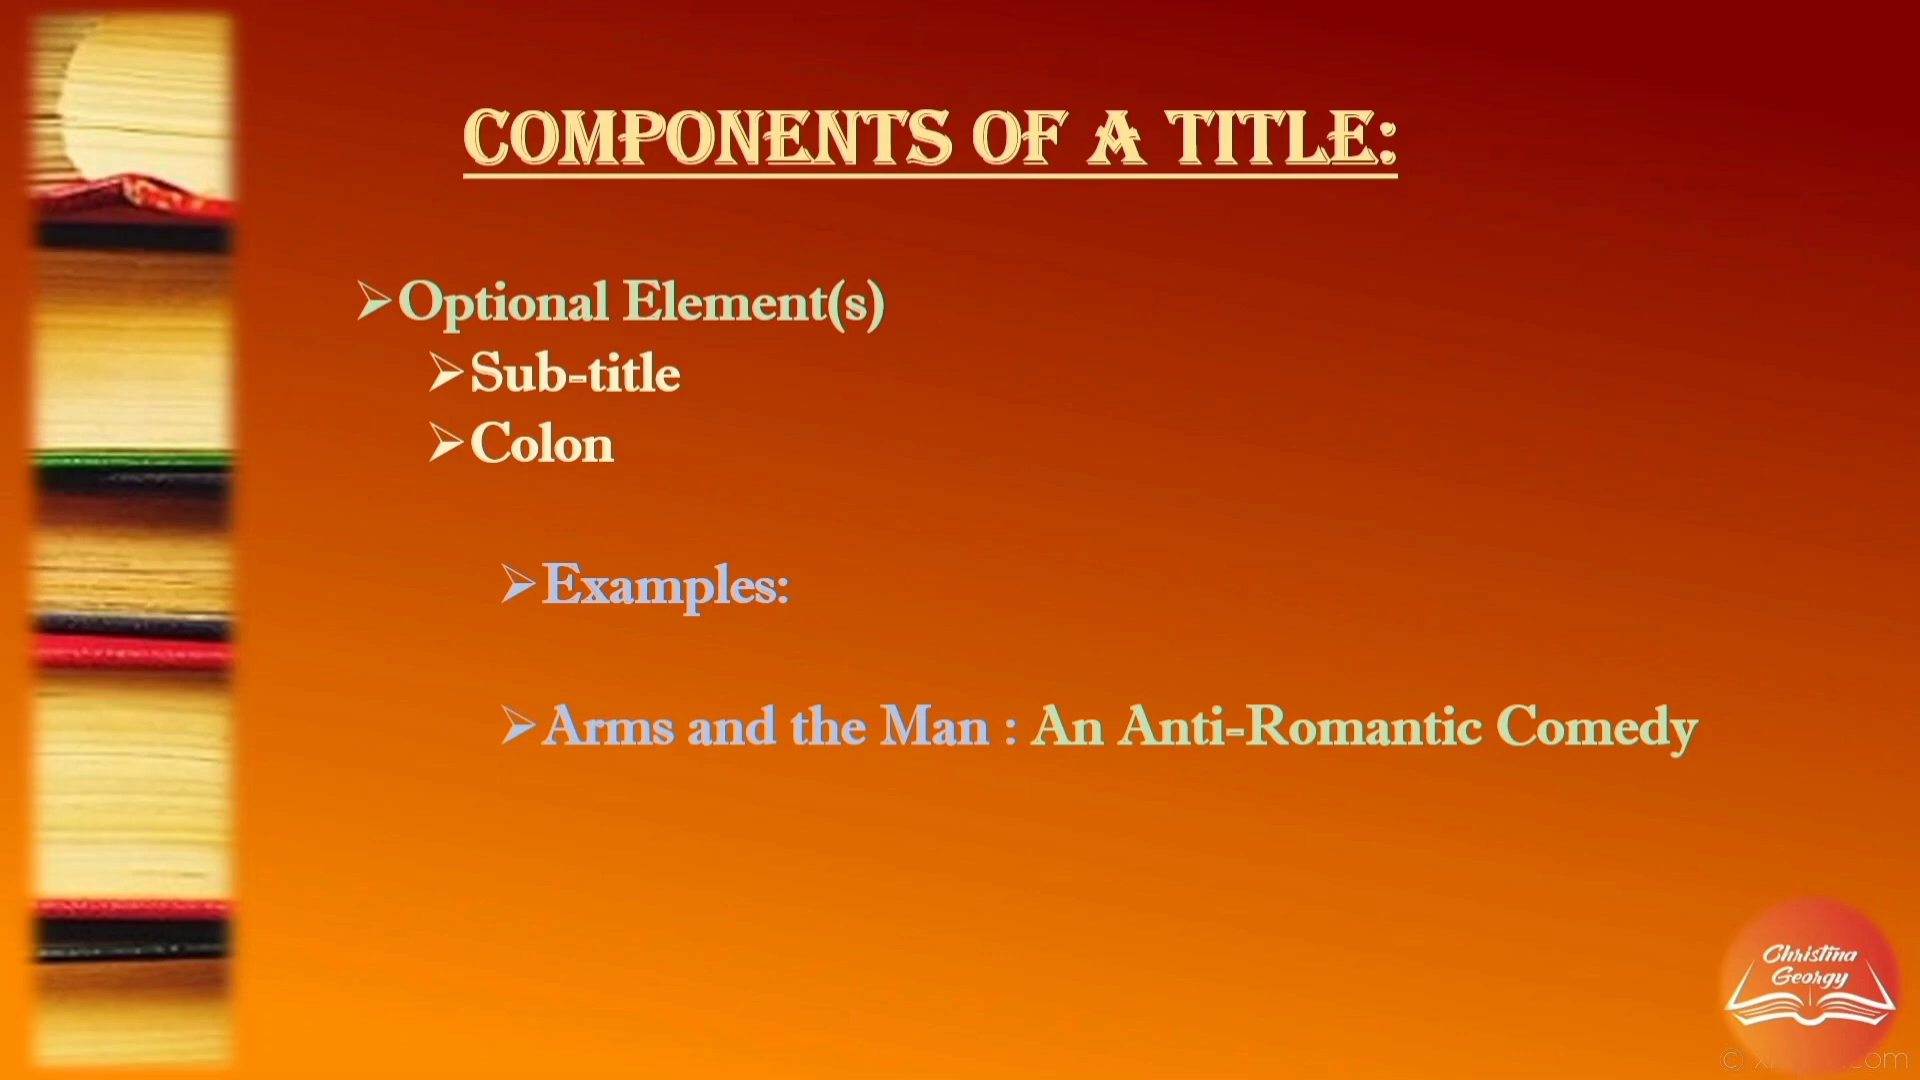 COMPONENTS OF A TITLE:
Optional Element(s)
Sub-title
Colon
Examples:
Arms and the Man : An Anti-Romantic Comedy
Christina
Georgy